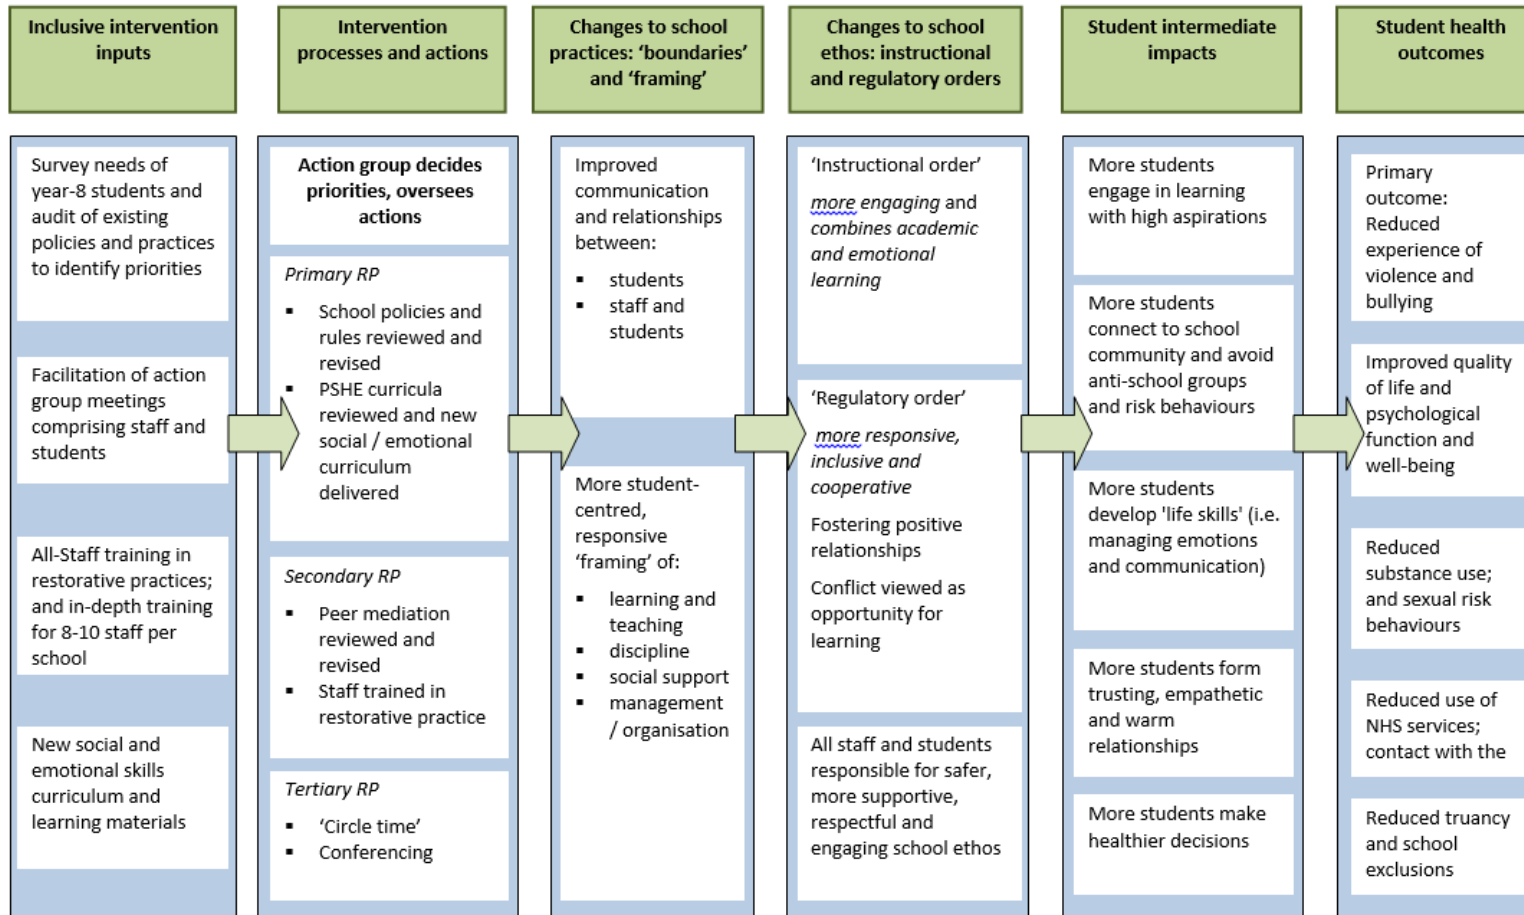 Inclusive intervention
inputs
Intervention
processes and actions
Changes to school
practices: ‘boundaries’
and ‘framing’
Changes to school
ethos: instructional
and regulatory orders
Student intermediate
impacts
Student health
outcomes
Survey needs of
year-8 students and
audit of existing
policies and practices
to identify priorities
Facilitation of action
group meetings
comprising staff and
students
All-Staff training in
restorative practices;
and in-depth training
for 8-10 staff per
school
New social and
emotional skills
curriculum and
learning materials
Action group decides
priorities, oversees
actions
Primary RP
▪ School policies and
rules reviewed and
revised
▪ PSHE curricula
reviewed and new
social / emotional
curriculum
delivered
Secondary RP
▪ Peer mediation
reviewed and
revised
▪ Staff trained in
restorative practice
Tertiary RP
▪ ‘Circle time’
▪ Conferencing
Improved
communication
and relationships
between:
▪ students
▪ staff and
students
More student-
centred,
responsive
‘framing’ of:
▪ learning and
teaching
▪ discipline
▪ social support
▪ management
/ organisation
‘Instructional order’
more engaging and
combines academic
and emotional
learning
‘Regulatory order’
more responsive,
inclusive and
cooperative
Fostering positive
relationships
Conflict viewed as
opportunity for
learning
All staff and students
responsible for safer,
more supportive,
respectful and
engaging school ethos
More students
engage in learning
with high aspirations
More students
connect to school
community and avoid
anti-school groups
and risk behaviours
More students
develop 'life skills' (i.e.
managing emotions
and communication)
More students form
trusting, empathetic
and warm
relationships
More students make
healthier decisions
Primary
outcome:
Reduced
experience of
violence and
bullying
Improved quality
of life and
psychological
function and
well-being
Reduced
substance use;
and sexual risk
behaviours
Reduced use of
NHS services;
contact with the
Reduced truancy
and school
exclusions